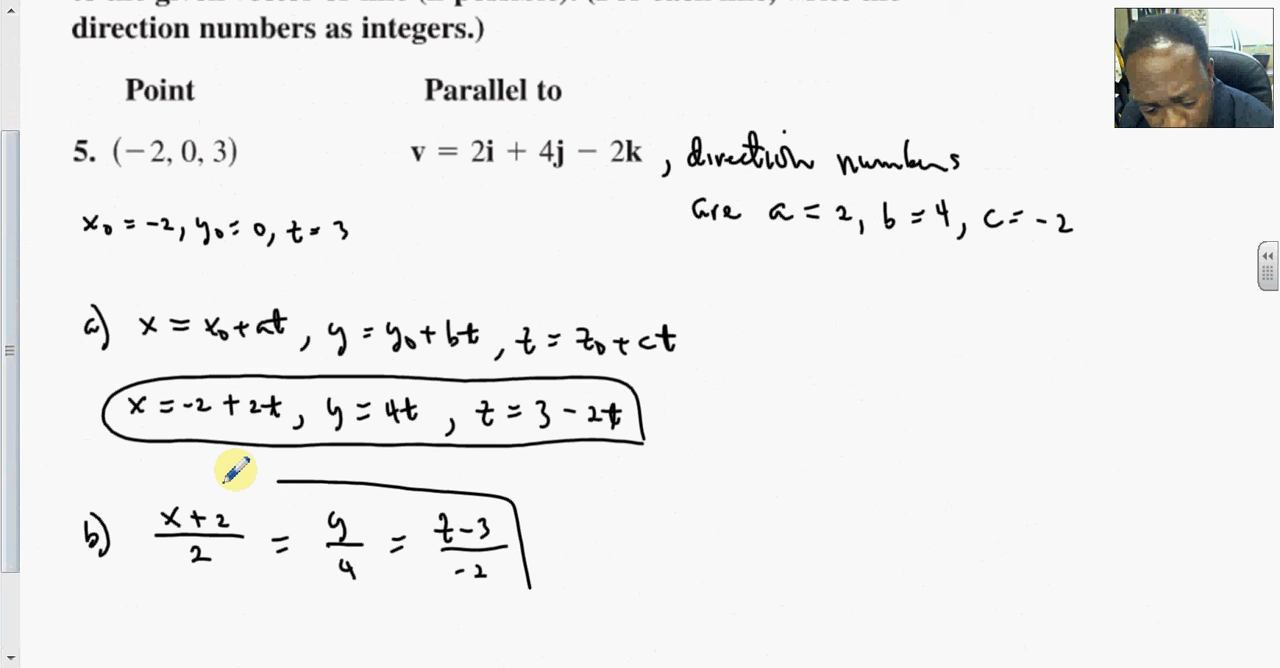 direction numbers as integers.)
Point Parallel to
5. (−2, 0, 3) v = 2i + 4j − 2k , direction numbers
are a = 2, b = 4, c = -2
x₀ = -2, y₀ = 0, z = 3
a) x = x₀ + at , y = y₀ + bt , z = z₀ + ct
x = -2 + 2t , y = 4t , z = 3 - 2t
b) (x+2)/2 = y/4 = (z-3)/-2